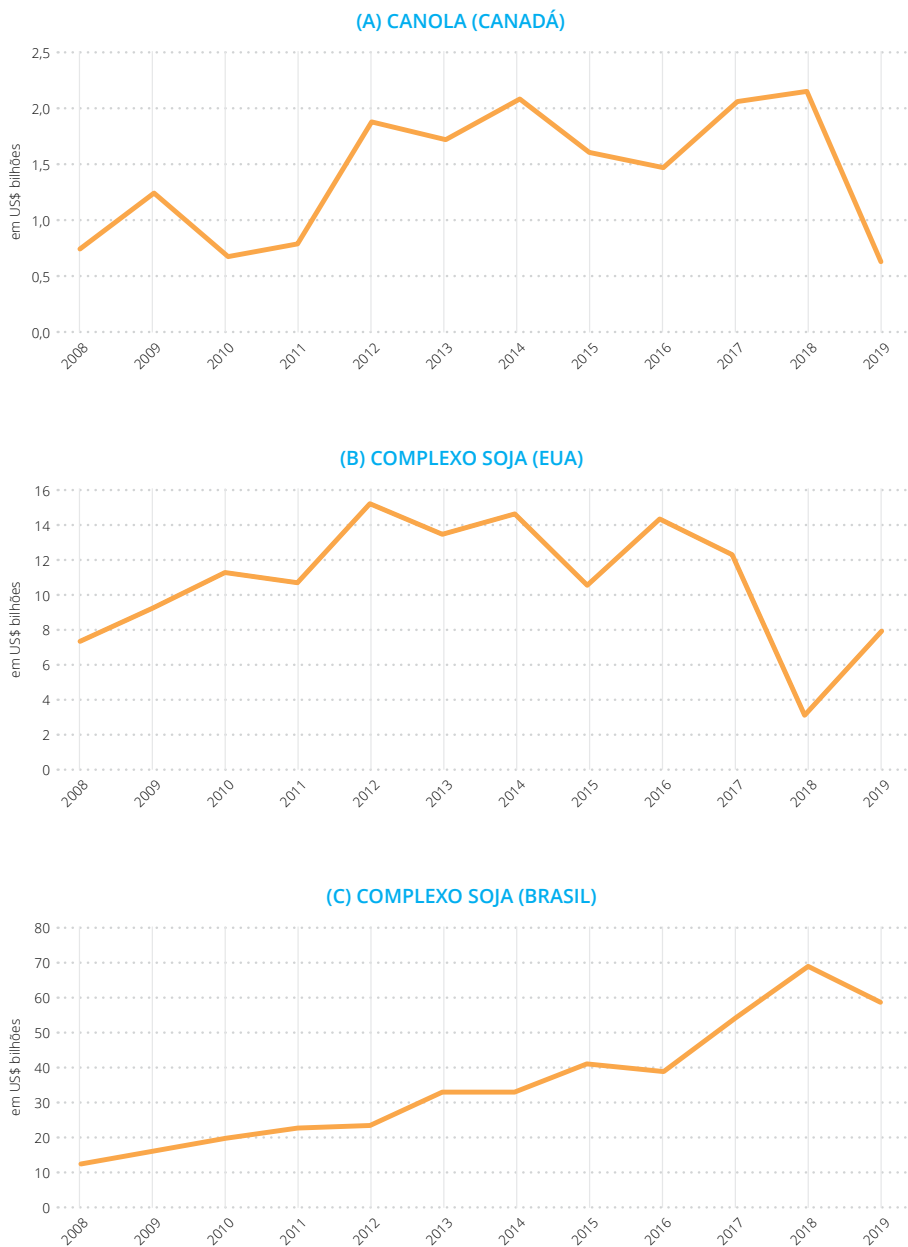 (A) CANOLA (CANADÁ)
em US$ bilhões
2,5
2,0
1,5
1,0
0,5
0,0
2008 2009 2010 2011 2012 2013 2014 2015 2016 2017 2018 2019
(B) COMPLEXO SOJA (EUA)
em US$ bilhões
16
14
12
10
8
6
4
2
0
2008 2009 2010 2011 2012 2013 2014 2015 2016 2017 2018 2019
(C) COMPLEXO SOJA (BRASIL)
em US$ bilhões
80
70
60
50
40
30
20
10
0
2008 2009 2010 2011 2012 2013 2014 2015 2016 2017 2018 2019